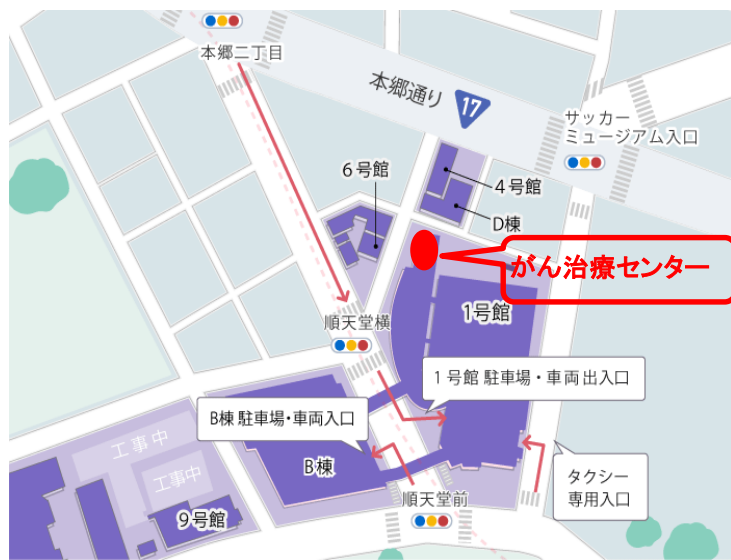 本郷二丁目
本郷通り
17
サッカー
ミュージアム入口
6号館
4号館
D棟
がん治療センター
1号館
順天堂横
1号館 駐車場・車両出入口
B棟 駐車場・車両入口
工事中
工事中
B棟
タクシー
専用入口
順天堂前
9号館